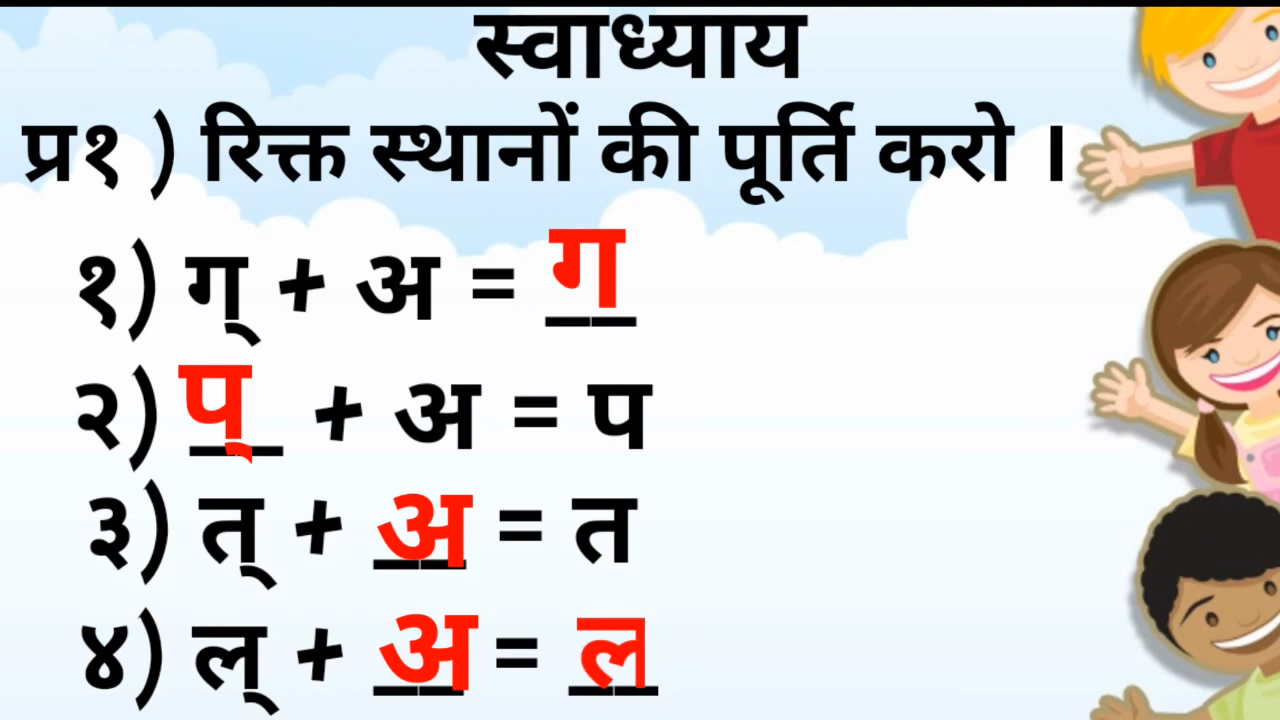 स्वाध्याय
प्र१ ) रिक्त स्थानों की पूर्ति करो ।
१) ग् + अ = ग
२) प् + अ = प
३) त् + अ = त
४) ल् + अ = ल